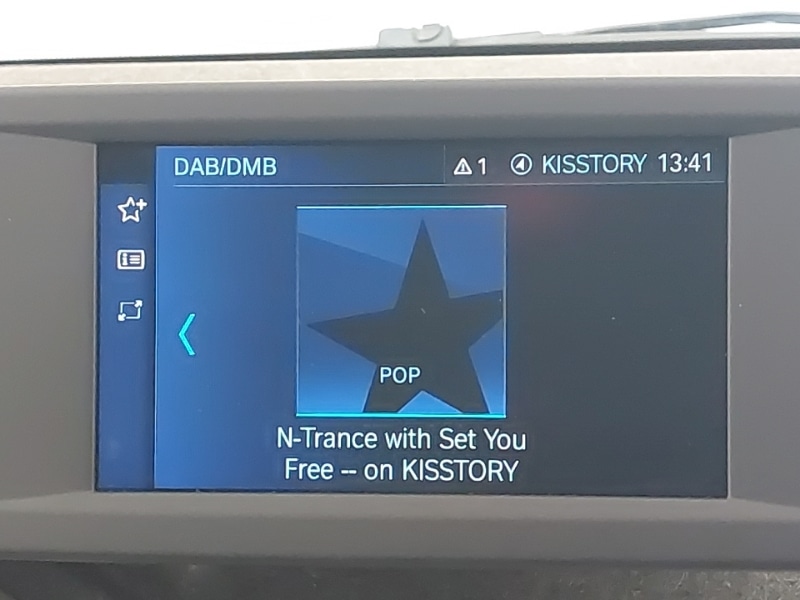 DAB/DMB 1 KISSTORY 13:41
POP
N-Trance with Set You
Free -- on KISSTORY